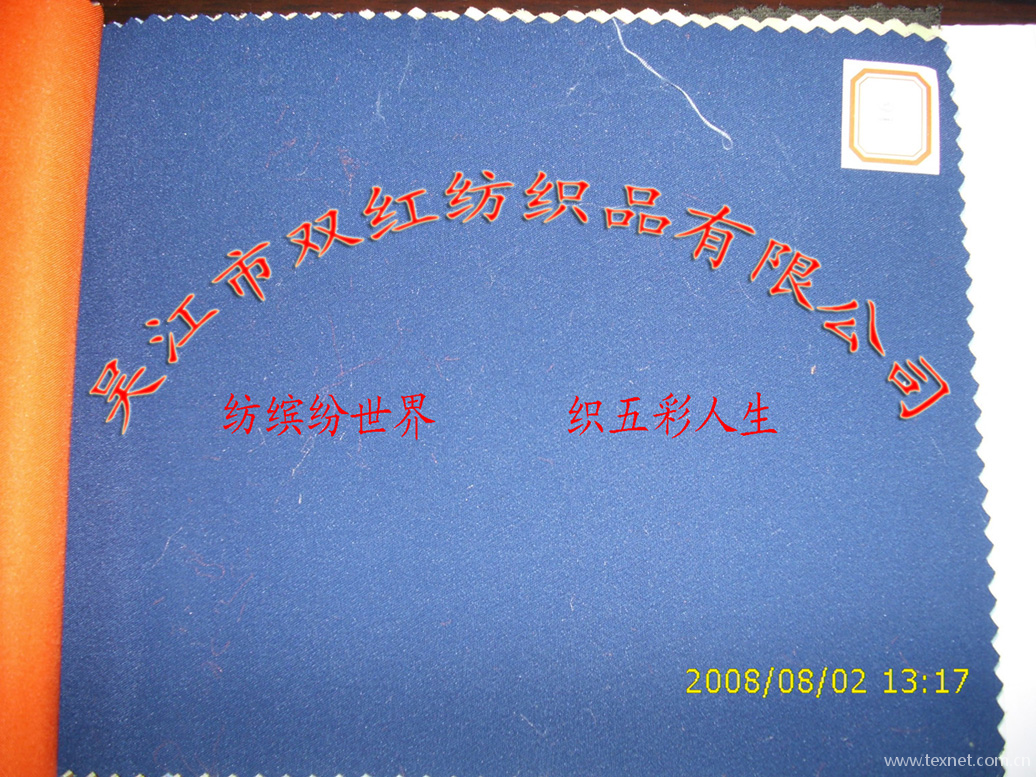 吴江市双红纺织品有限公司
纺缤纷世界 织五彩人生
2008/08/02 13:17
www.texnet.com.cn